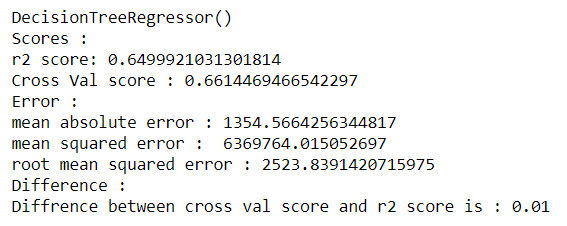 DecisionTreeRegressor()
Scores :
r2 score: 0.6499921031301814
Cross Val score : 0.6614469466542297
Error :
mean absolute error : 1354.5664256344817
mean squared error :  6369764.015052697
root mean squared error : 2523.8391420715975
Difference :
Diffrence between cross val score and r2 score is : 0.01